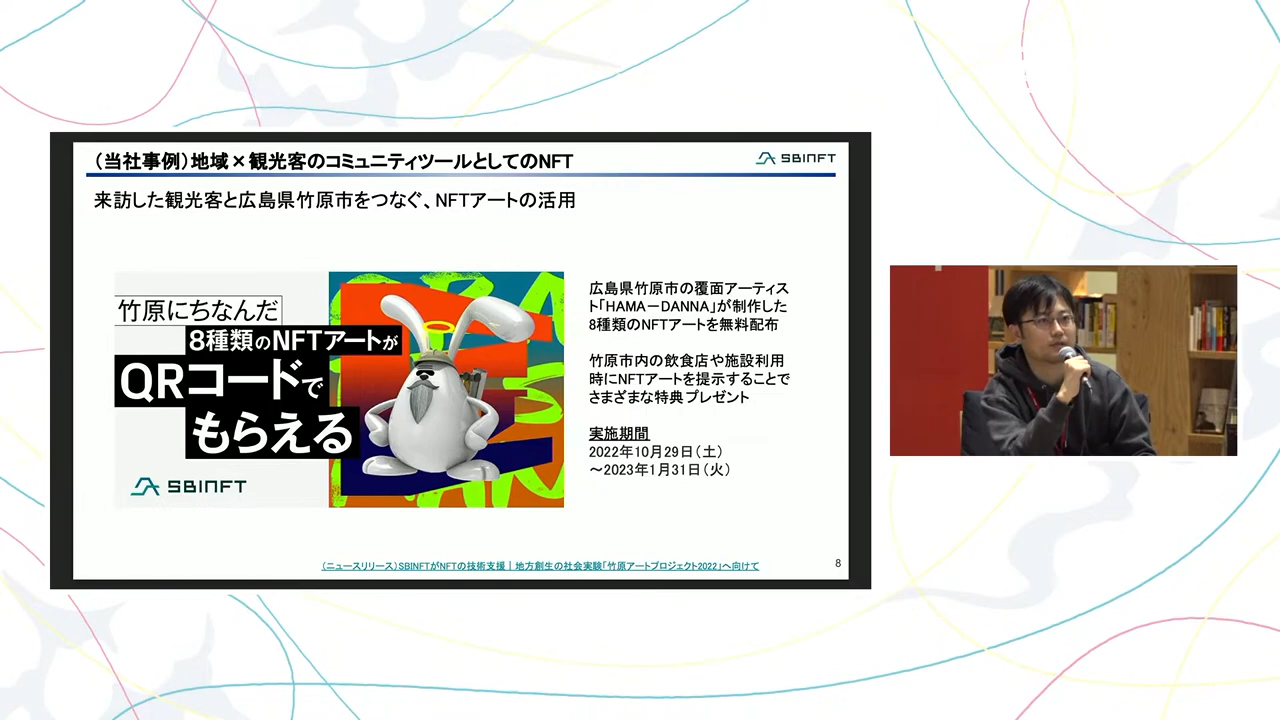 （当社事例）地域×観光客のコミュニティツールとしてのNFT
SBINFT
来訪した観光客と広島県竹原市をつなぐ、NFTアートの活用
竹原にちなんだ
8種類のNFTアートが
QRコードで
もらえる
SBINFT
広島県竹原市の覆面アーティス
ト「HAMA－DANNA」が制作した
8種類のNFTアートを無料配布
竹原市内の飲食店や施設利用
時にNFTアートを提示することで
さまざまな特典プレゼント
実施期間
2022年10月29日（土）
～2023年1月31日（火）
（ニュースリリース）SBINFTがNFTの技術支援｜地方創生の社会実験「竹原アートプロジェクト2022」へ向けて
8